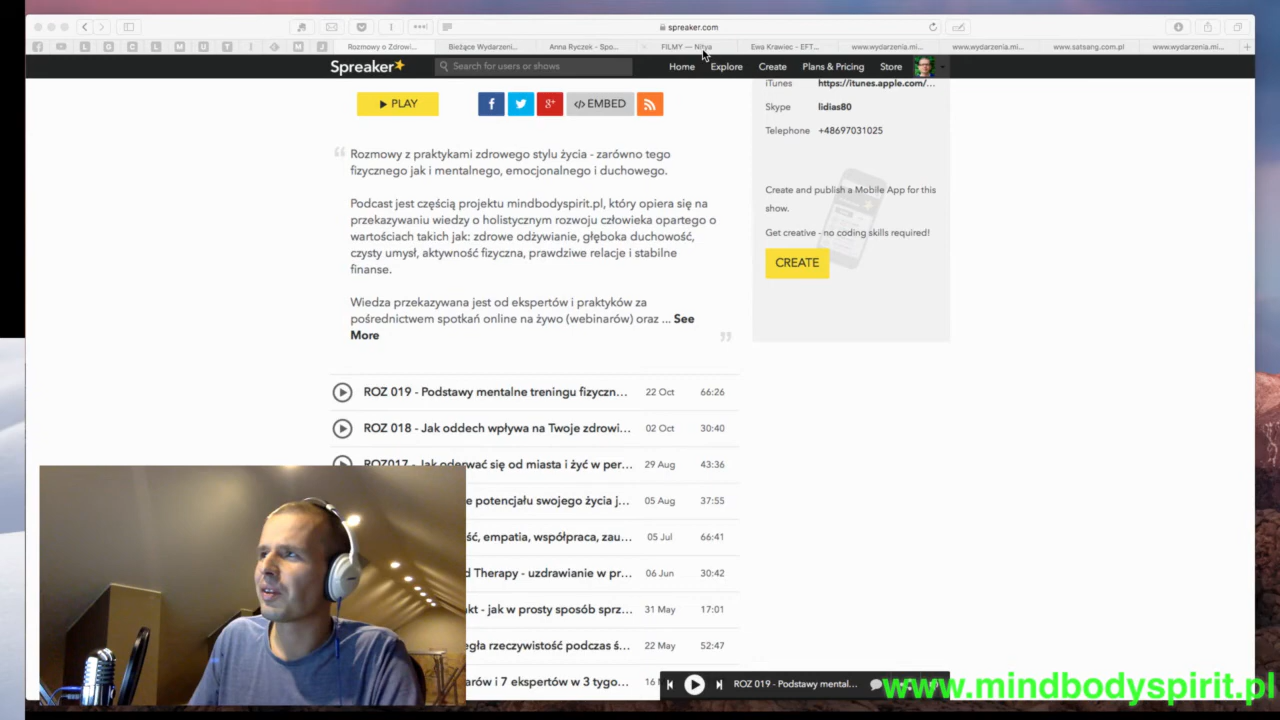 spreaker.com
Rozmowy o Zdrowi...
Bieżące Wydarzeni...
Anna Ryczek - Spo...
FILMY — Nitya
Ewa Krawiec - EFT...
www.wydarzenia.mi...
www.wydarzenia.mi...
www.satsang.com.pl
www.wydarzenia.mi...
Spreaker
Search for users or shows
Home
Explore
Create
Plans & Pricing
Store
iTunes https://itunes.apple.com/...
Skype lidias80
Telephone +48697031025
PLAY
EMBED
Create and publish a Mobile App for this
show.
Get creative - no coding skills required!
CREATE
Rozmowy z praktykami zdrowego stylu życia - zarówno tego
fizycznego jak i mentalnego, emocjonalnego i duchowego.
Podcast jest częścią projektu mindbodyspirit.pl, który opiera się na
przekazywaniu wiedzy o holistycznym rozwoju człowieka opartego o
wartościach takich jak: zdrowe odżywianie, głęboka duchowość,
czysty umysł, aktywność fizyczna, prawdziwe relacje i stabilne
finanse.
Wiedza przekazywana jest od ekspertów i praktyków za
pośrednictwem spotkań online na żywo (webinarów) oraz ... See
More
ROZ 019 - Podstawy mentalne treningu fizyczn... 22 Oct 66:26
ROZ 018 - Jak oddech wpływa na Twoje zdrowi... 02 Oct 30:40
ROZ017 - Jak oderwać się od miasta i żyć w per... 29 Aug 43:36
e potencjału swojego życia j... 05 Aug 37:55
ść, empatia, współpraca, zau... 05 Jul 66:41
d Therapy - uzdrawianie w pr... 06 Jun 30:42
akt - jak w prosty sposób sprz... 31 May 17:01
egła rzeczywistość podczas ś... 22 May 52:47
arów i 7 ekspertów w 3 tygo...
ROZ 019 - Podstawy mental...
www.mindbodyspirit.pl